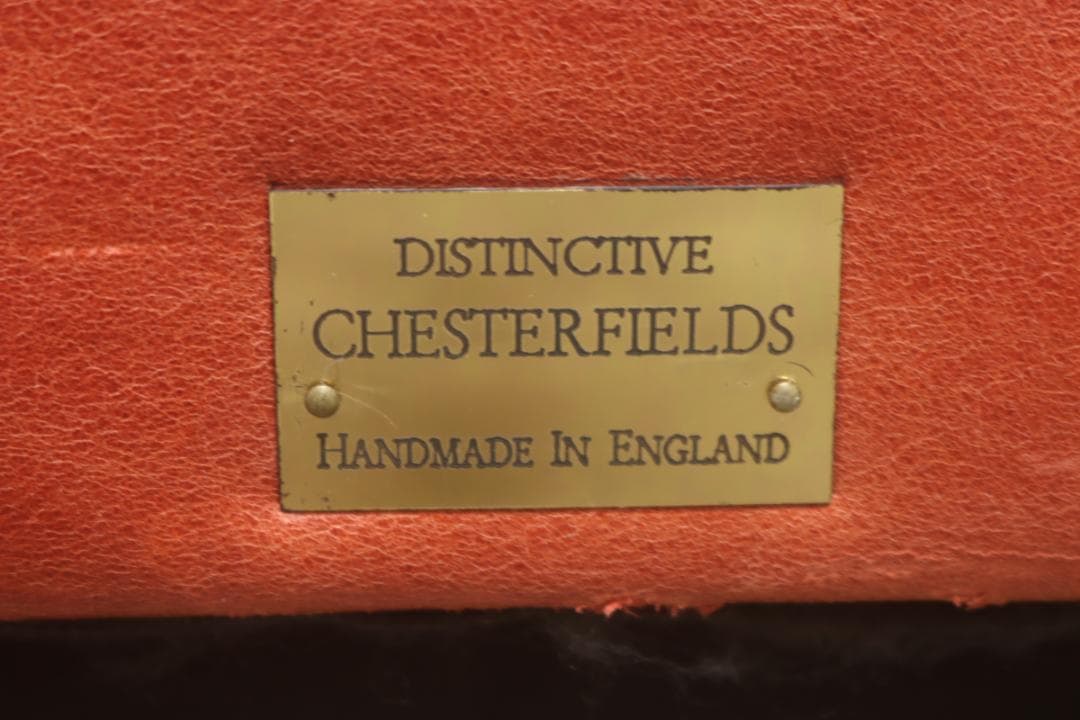 DISTINCTIVE
CHESTERFIELDS
HANDMADE IN ENGLAND